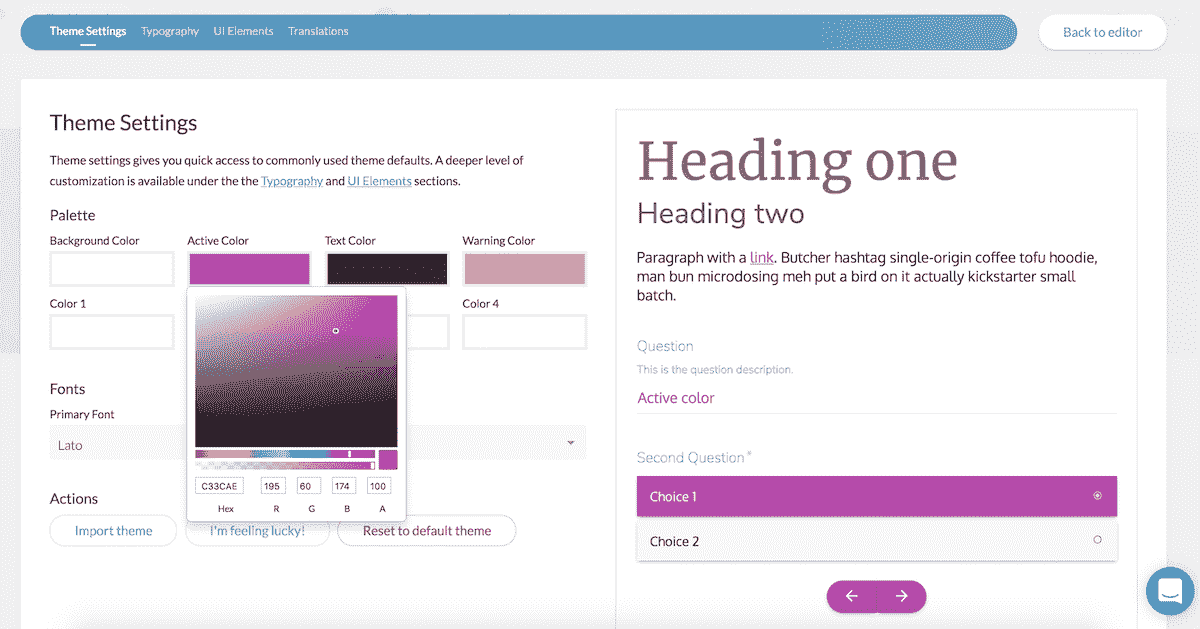 Theme Settings Typography UI Elements Translations
Back to editor
Theme Settings
Theme settings gives you quick access to commonly used theme defaults. A deeper level of
customization is available under the the Typography and UI Elements sections.
Palette
Background Color Active Color Text Color Warning Color
Color 1 Color 4
C33CAE 195 60 174 100
Hex R G B A
Fonts
Primary Font
Lato
Actions
Import theme I'm feeling lucky! Reset to default theme
Heading one
Heading two
Paragraph with a link. Butcher hashtag single-origin coffee tofu hoodie,
man bun microdosing meh put a bird on it actually kickstarter small
batch.
Question
This is the question description.
Active color
Second Question *
Choice 1
Choice 2